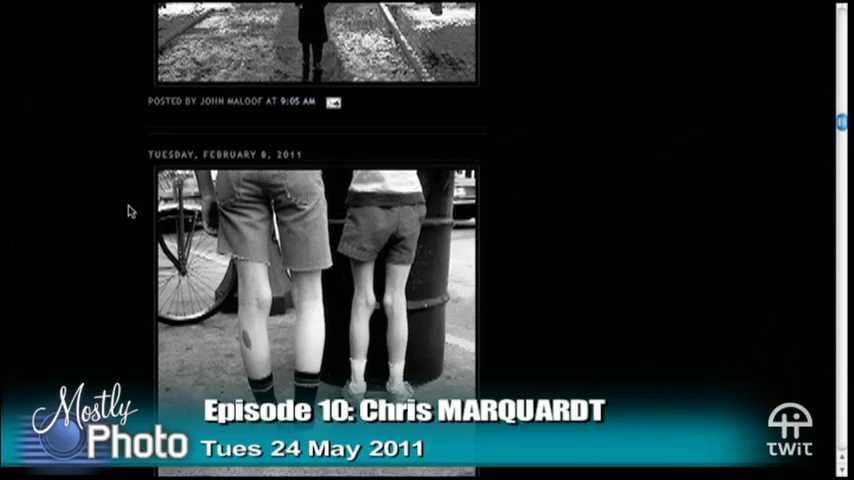 POSTED BY JOHN MALOOF AT 9:05 AM
TUESDAY, FEBRUARY 8, 2011
Mostly
Photo
Episode 10: Chris MARQUARDT
Tues 24 May 2011
TWiT